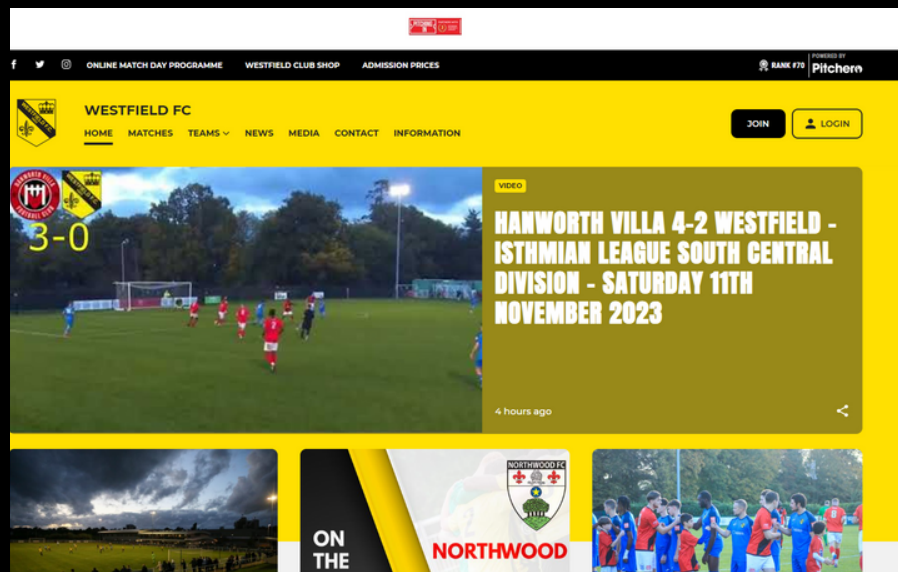 PITCHING
IN
ONLINE MATCH DAY PROGRAMME WESTFIELD CLUB SHOP ADMISSION PRICES
RANK #70
POWERED BY
Pitchero
WESTFIELD FC
HOME MATCHES TEAMS NEWS MEDIA CONTACT INFORMATION
JOIN
LOGIN
3-0
VIDEO
HANWORTH VILLA 4-2 WESTFIELD -
ISTHMIAN LEAGUE SOUTH CENTRAL
DIVISION - SATURDAY 11TH
NOVEMBER 2023
4 hours ago
NORTHWOOD FC
ON
THE
NORTHWOOD